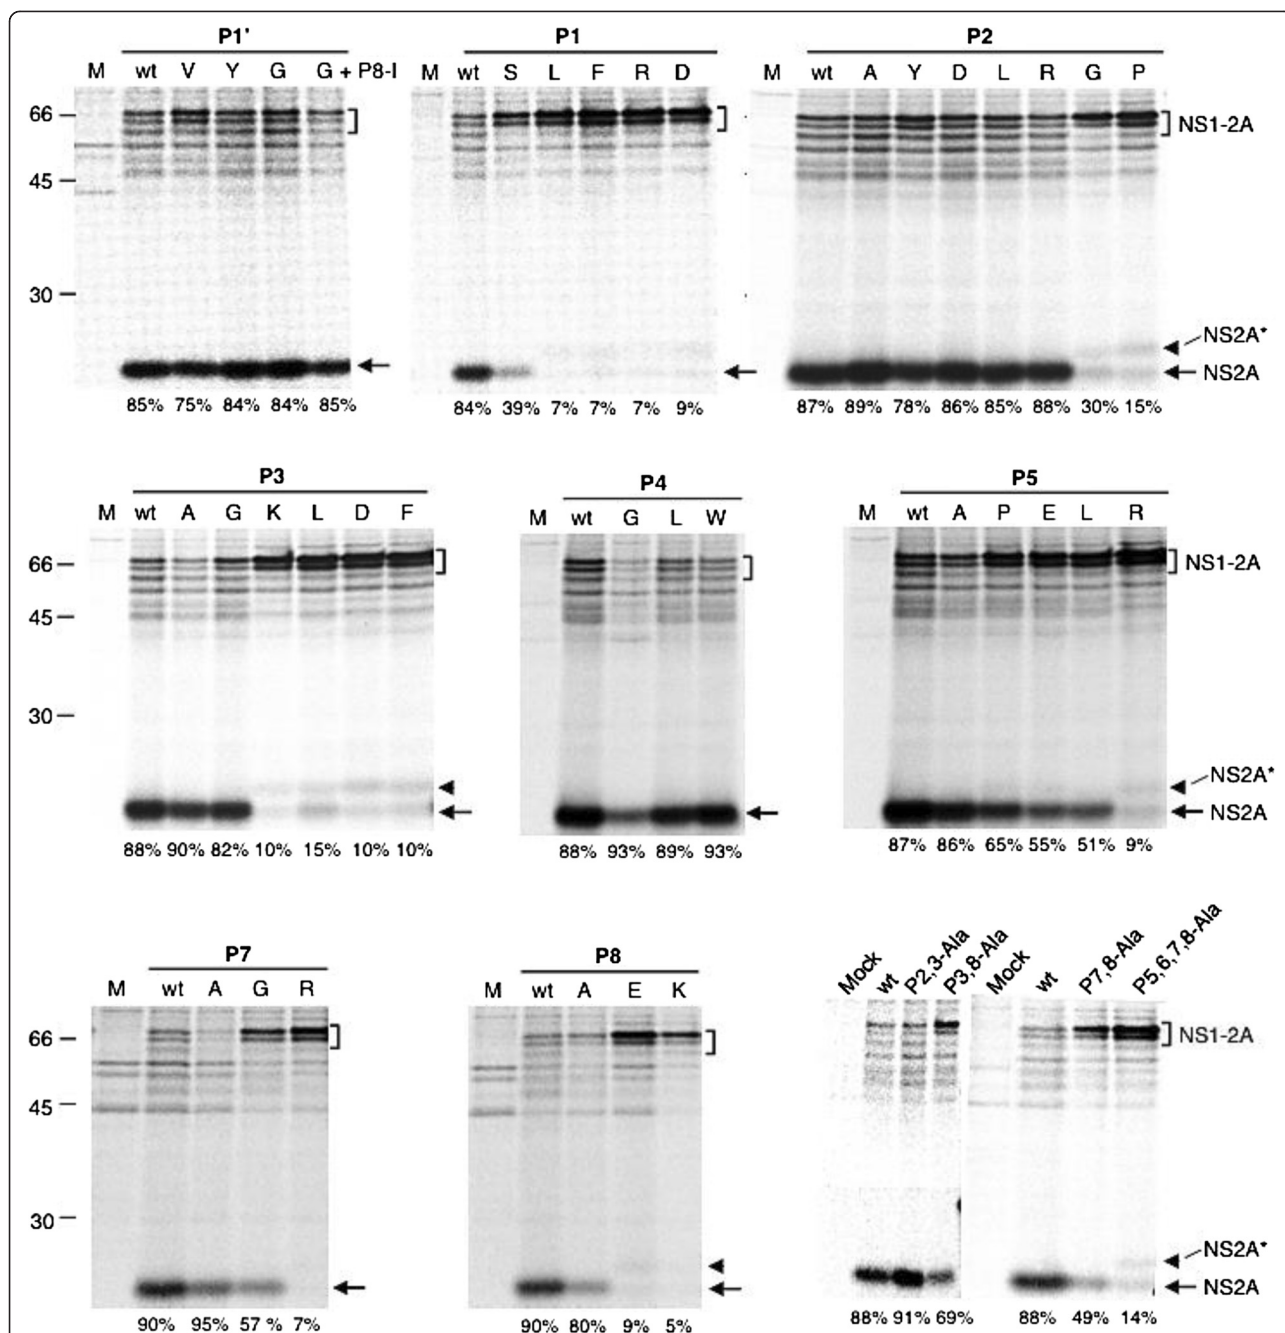 P1' P1 P2
M wt V Y G G + P8-I M wt S L F R D M wt A Y D L R G P
66 NS1-2A
45
30
NS2A*
NS2A
85% 75% 84% 84% 85% 84% 39% 7% 7% 7% 9% 87% 89% 78% 86% 85% 88% 30% 15%
P3 P4 P5
M wt A G K L D F M wt G L W M wt A P E L R
66 NS1-2A
45
30
NS2A*
NS2A
88% 90% 82% 10% 15% 10% 10% 88% 93% 89% 93% 87% 86% 65% 55% 51% 9%
P7 P8
M wt A G R M wt A E K Mock wt P2,3-Ala P3,8-Ala Mock wt P7,8-Ala P5,6,7,8-Ala
66 NS1-2A
45
30
NS2A*
NS2A
90% 95% 57 % 7% 90% 80% 9% 5% 88% 91% 69% 88% 49% 14%